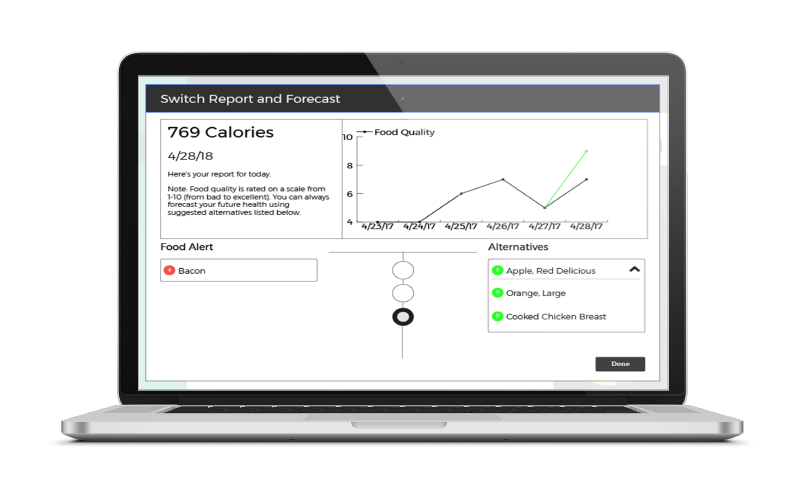 Switch Report and Forecast
769 Calories
4/28/18
Here's your report for today.
Note: Food quality is rated on a scale from
1-10 (from bad to excellent). You can always
forecast your future health using
suggested alternatives listed below.
Food Quality
10
8
6
4
4/23/17 4/24/17 4/25/17 4/26/17 4/27/17 4/28/17
Food Alert
Bacon
Alternatives
Apple, Red Delicious
Orange, Large
Cooked Chicken Breast
Done